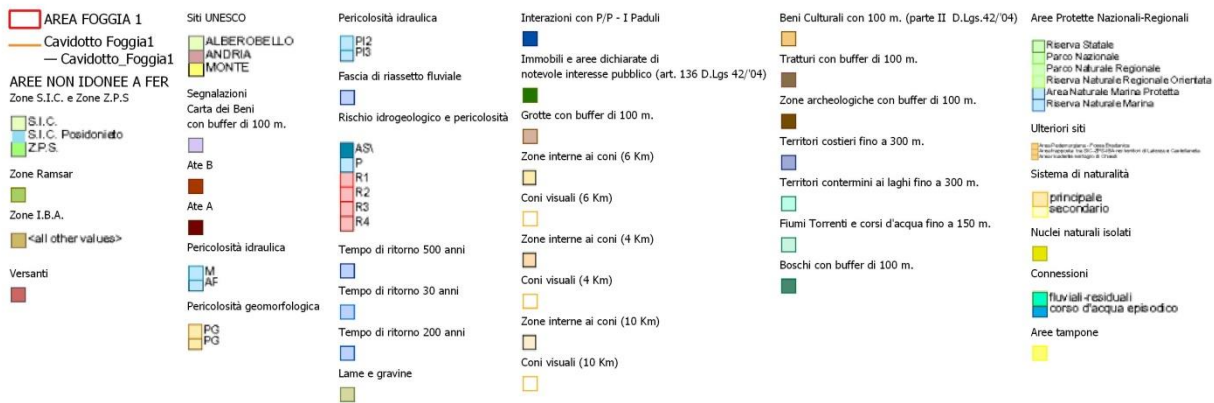 AREA FOGGIA 1
Cavidotto Foggia1
— Cavidotto_Foggia1
AREE NON IDONEE A FER
Zone S.I.C. e Zone Z.P.S
S.I.C.
S.I.C. Posidonieto
Z.P.S.
Zone Ramsar
Zone I.B.A.
<all other values>
Versanti
Siti UNESCO
ALBEROBELLO
ANDRIA
MONTE
Segnalazioni
Carta dei Beni
con buffer di 100 m.
Ate B
Ate A
Pericolosità idraulica
M
AF
Pericolosità geomorfologica
PG
PG
Pericolosità idraulica
PI2
PI3
Fascia di riassetto fluviale
Rischio idrogeologico e pericolosità
AS\
P
R1
R2
R3
R4
Tempo di ritorno 500 anni
Tempo di ritorno 30 anni
Tempo di ritorno 200 anni
Lame e gravine
Interazioni con P/P - I Paduli
Immobili e aree dichiarate di
notevole interesse pubblico (art. 136 D.Lgs 42/'04)
Grotte con buffer di 100 m.
Zone interne ai coni (6 Km)
Coni visuali (6 Km)
Zone interne ai coni (4 Km)
Coni visuali (4 Km)
Zone interne ai coni (10 Km)
Coni visuali (10 Km)
Beni Culturali con 100 m. (parte II D.Lgs.42/'04)
Tratturi con buffer di 100 m.
Zone archeologiche con buffer di 100 m.
Territori costieri fino a 300 m.
Territori contermini ai laghi fino a 300 m.
Fiumi Torrenti e corsi d'acqua fino a 150 m.
Boschi con buffer di 100 m.
Aree Protette Nazionali-Regionali
Riserva Statale
Parco Nazionale
Parco Naturale Regionale
Riserva Naturale Regionale Orientata
Area Naturale Marina Protetta
Riserva Naturale Marina
Ulteriori siti
Sistema di naturalità
principale
secondario
Nuclei naturali isolati
Connessioni
fluviali-residuali
corso d'acqua episodico
Aree tampone